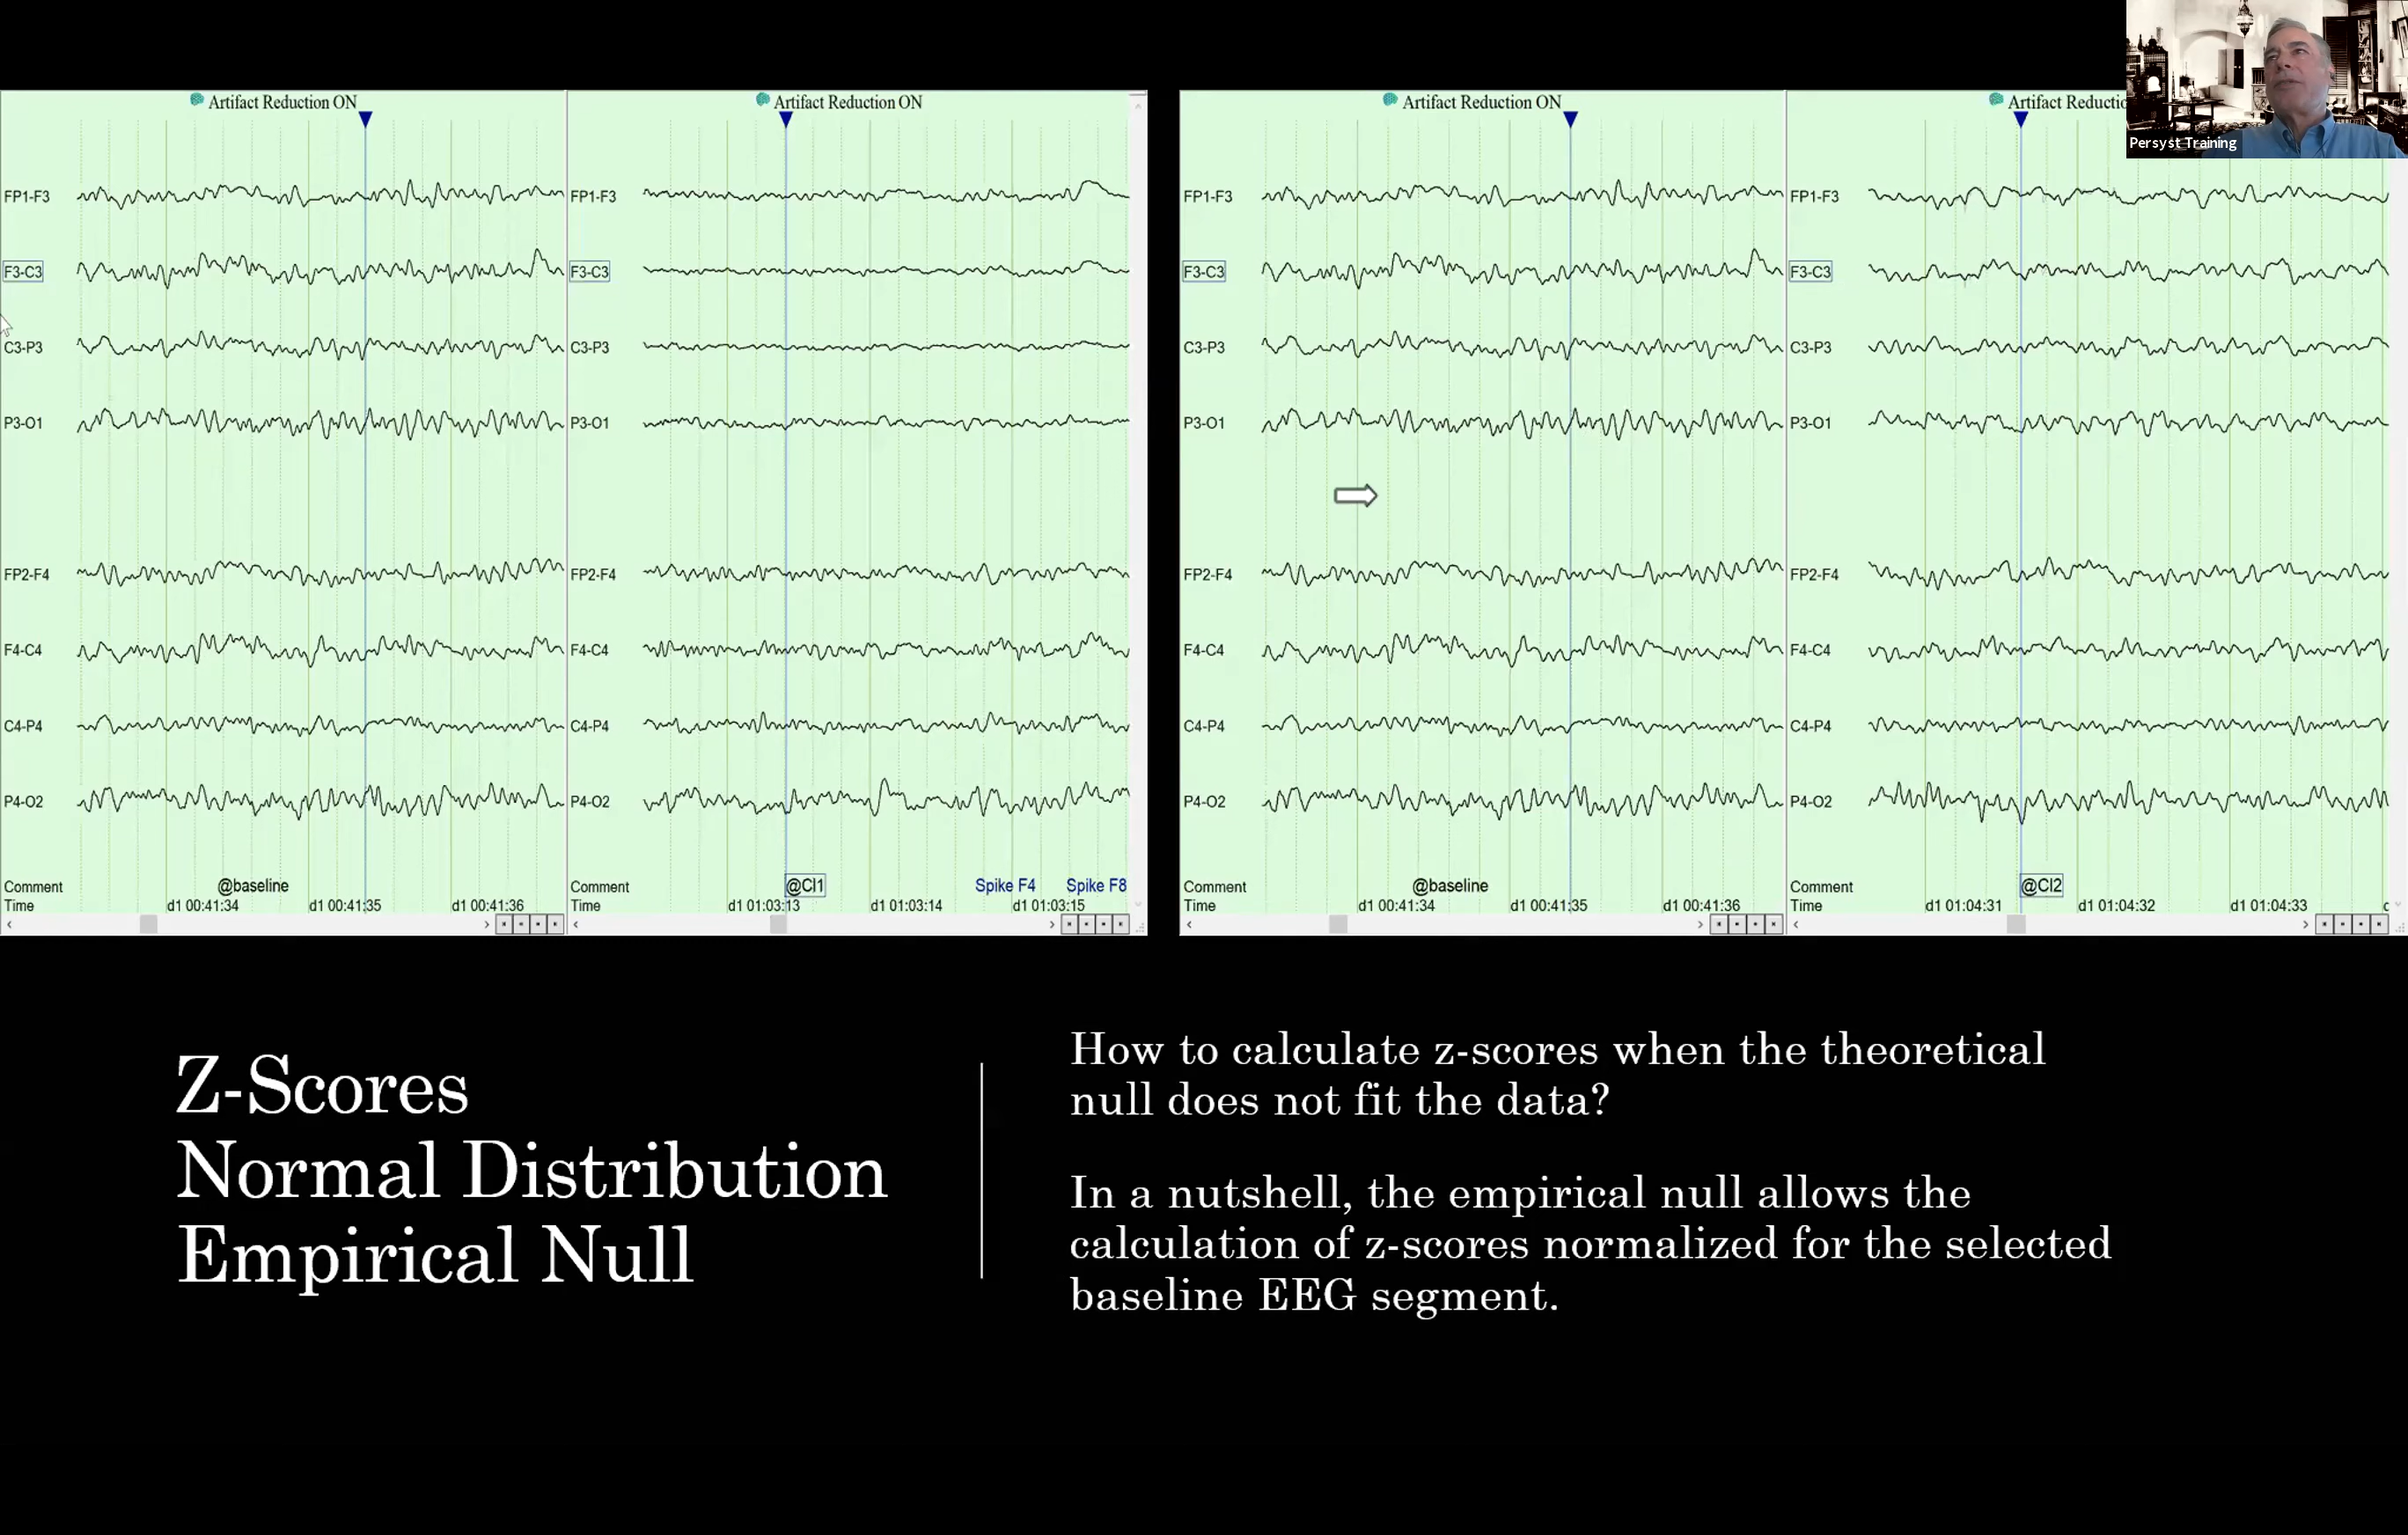 Artifact Reduction ON
FP1-F3
F3-C3
C3-P3
P3-O1
FP2-F4
F4-C4
C4-P4
P4-O2
Comment @baseline
Time d1 00:41:34 d1 00:41:35 d1 00:41:36
Artifact Reduction ON
FP1-F3
F3-C3
C3-P3
P3-O1
FP2-F4
F4-C4
C4-P4
P4-O2
Comment @CI1 Spike F4 Spike F8
Time d1 01:03:13 d1 01:03:14 d1 01:03:15
Artifact Reduction ON
FP1-F3
F3-C3
C3-P3
P3-O1
FP2-F4
F4-C4
C4-P4
P4-O2
Comment @baseline
Time d1 00:41:34 d1 00:41:35 d1 00:41:36
Artifact
FP1-F3
F3-C3
C3-P3
P3-O1
FP2-F4
F4-C4
C4-P4
P4-O2
Comment @CI2
Time d1 01:04:31 d1 01:04:32 d1 01:04:33
Persyst Training
Z-Scores
Normal Distribution
Empirical Null
How to calculate z-scores when the theoretical
null does not fit the data?
In a nutshell, the empirical null allows the
calculation of z-scores normalized for the selected
baseline EEG segment.